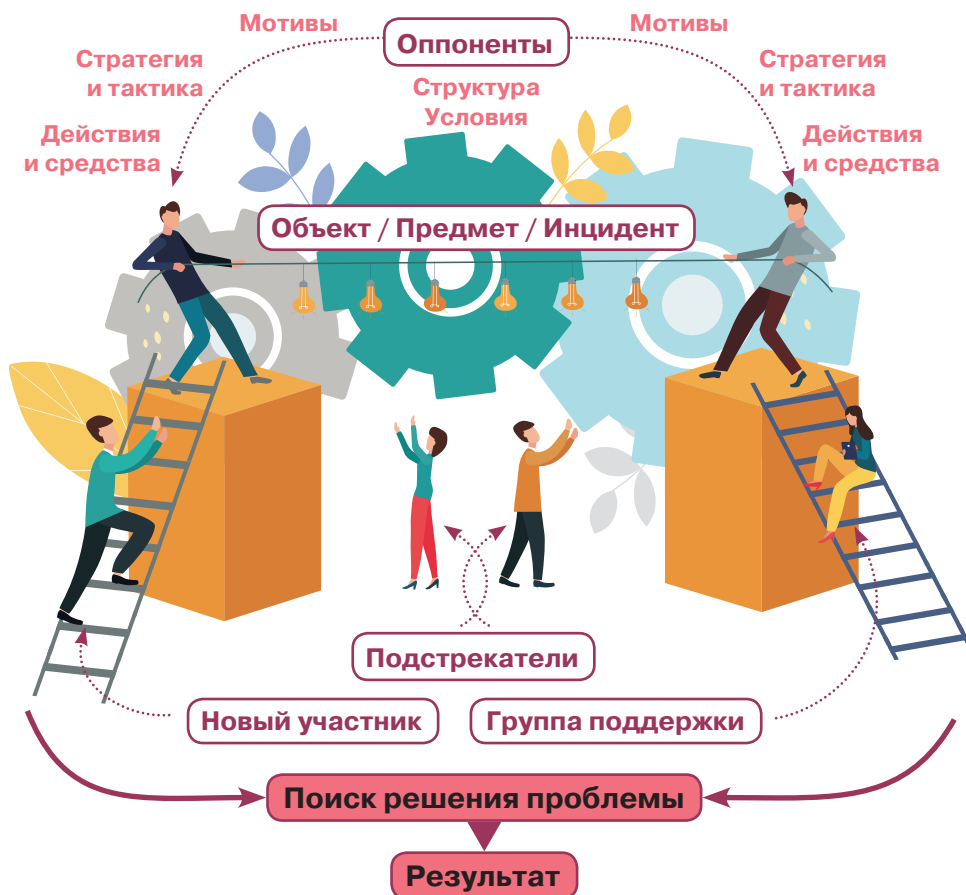 Мотивы
Оппоненты
Мотивы
Стратегия
и тактика
Структура
Условия
Стратегия
и тактика
Действия
и средства
Действия
и средства
Объект / Предмет / Инцидент
Подстрекатели
Новый участник
Группа поддержки
Поиск решения проблемы
Результат